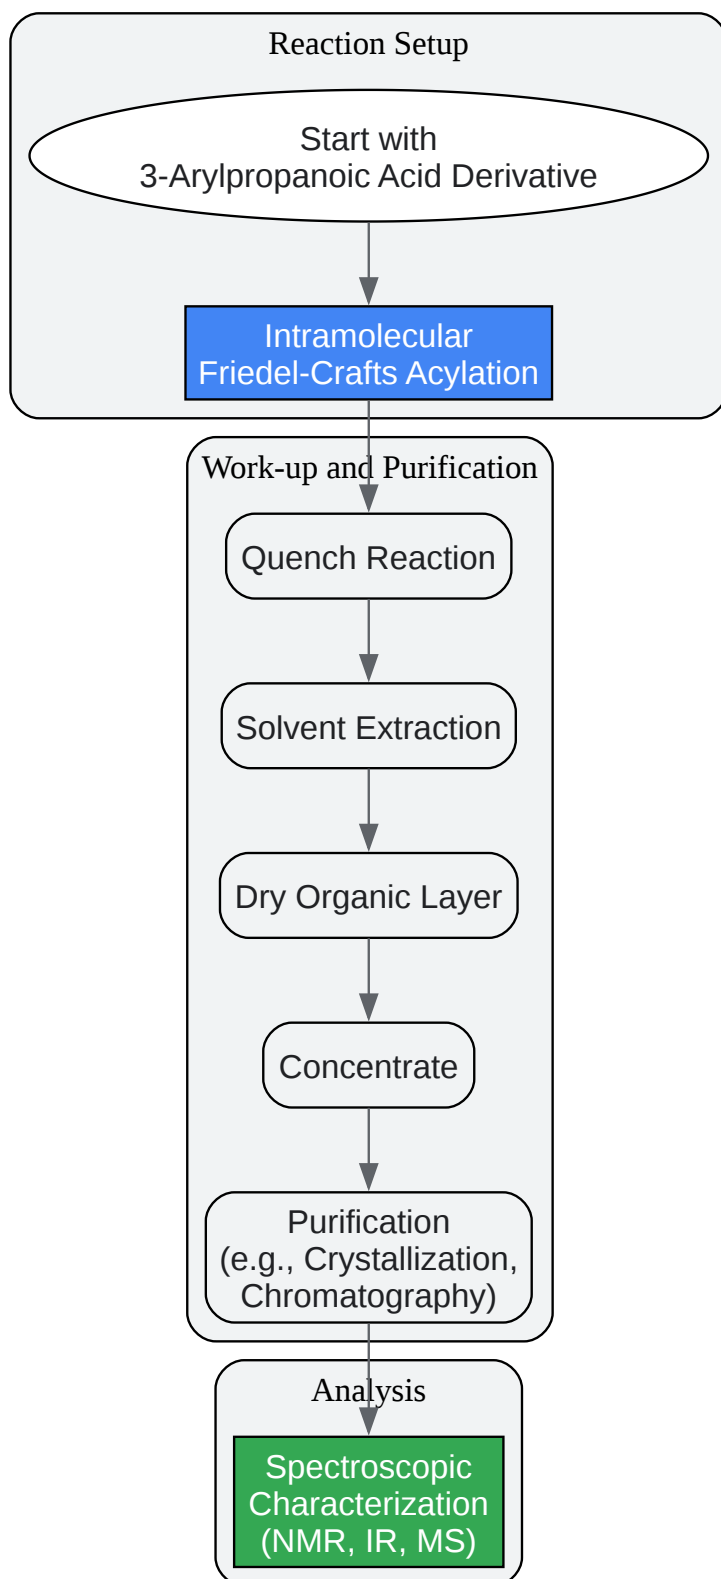 Reaction Setup
Start with
3-Arylpropanoic Acid Derivative
Intramolecular
Friedel-Crafts Acylation
Work-up and Purification
Quench Reaction
Solvent Extraction
Dry Organic Layer
Concentrate
Purification
(e.g., Crystallization,
Chromatography)
Analysis
Spectroscopic
Characterization
(NMR, IR, MS)